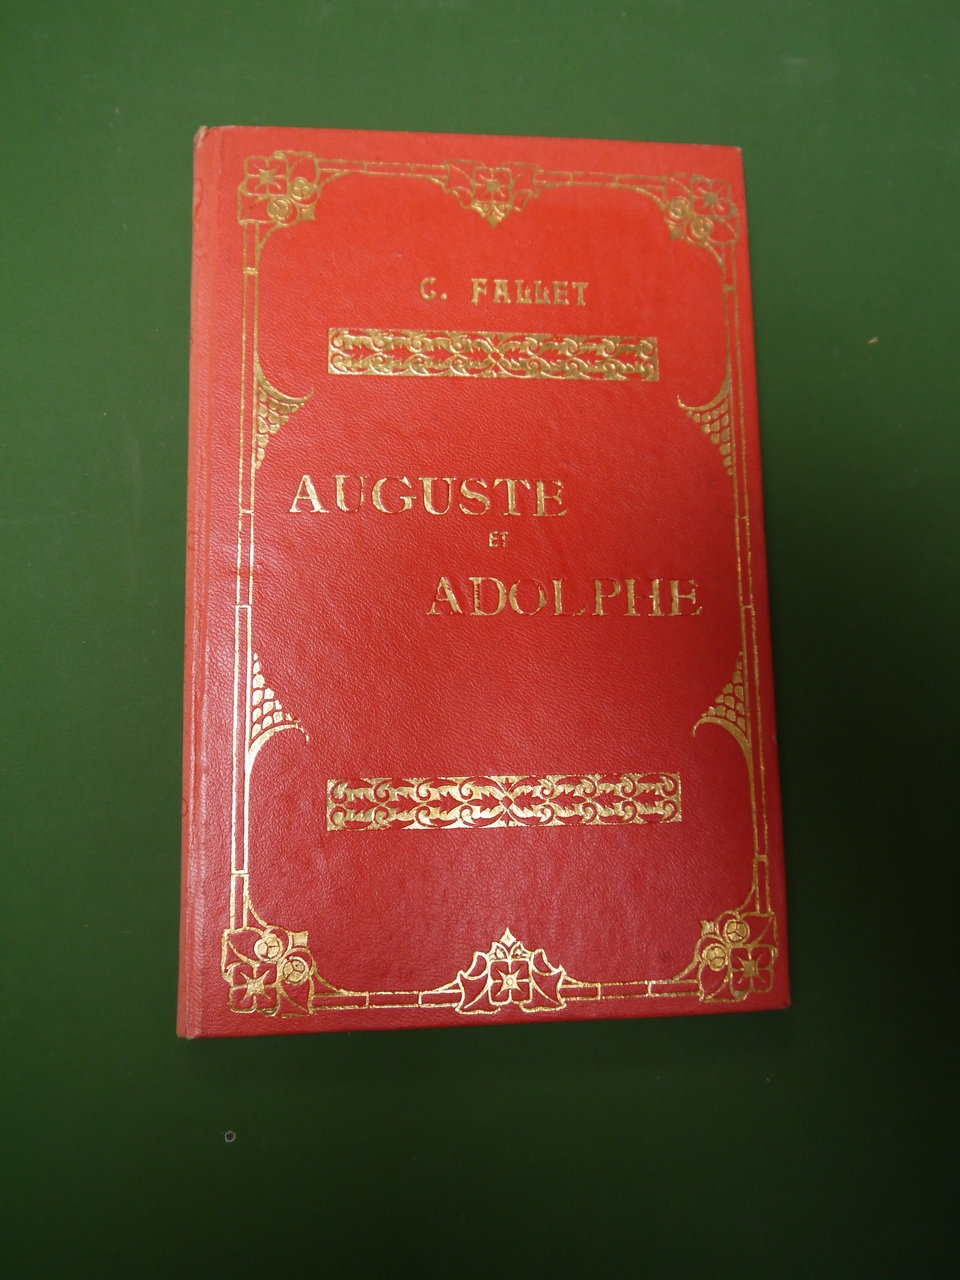 C. FALLET
AUGUSTE
ET
ADOLPHE